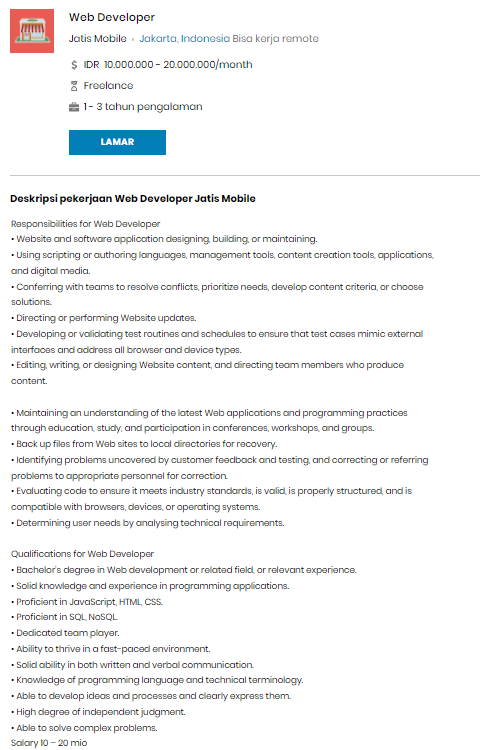 Web Developer
Jatis Mobile • Jakarta, Indonesia Bisa kerja remote
$ IDR 10.000.000 - 20.000.000/month
Freelance
1 - 3 tahun pengalaman
LAMAR
Deskripsi pekerjaan Web Developer Jatis Mobile
Responsibilities for Web Developer
• Website and software application designing, building, or maintaining.
• Using scripting or authoring languages, management tools, content creation tools, applications,
and digital media.
• Conferring with teams to resolve conflicts, prioritize needs, develop content criteria, or choose
solutions.
• Directing or performing Website updates.
• Developing or validating test routines and schedules to ensure that test cases mimic external
interfaces and address all browser and device types.
• Editing, writing, or designing Website content, and directing team members who produce
content.
• Maintaining an understanding of the latest Web applications and programming practices
through education, study, and participation in conferences, workshops, and groups.
• Back up files from Web sites to local directories for recovery.
• Identifying problems uncovered by customer feedback and testing, and correcting or referring
problems to appropriate personnel for correction.
• Evaluating code to ensure it meets industry standards, is valid, is properly structured, and is
compatible with browsers, devices, or operating systems.
• Determining user needs by analysing technical requirements.
Qualifications for Web Developer
• Bachelor's degree in Web development or related field, or relevant experience.
• Solid knowledge and experience in programming applications.
• Proficient in JavaScript, HTML, CSS.
• Proficient in SQL, NoSQL.
• Dedicated team player.
• Ability to thrive in a fast-paced environment.
• Solid ability in both written and verbal communication.
• Knowledge of programming language and technical terminology.
• Able to develop ideas and processes and clearly express them.
• High degree of independent judgment.
• Able to solve complex problems.
Salary 10 – 20 mio